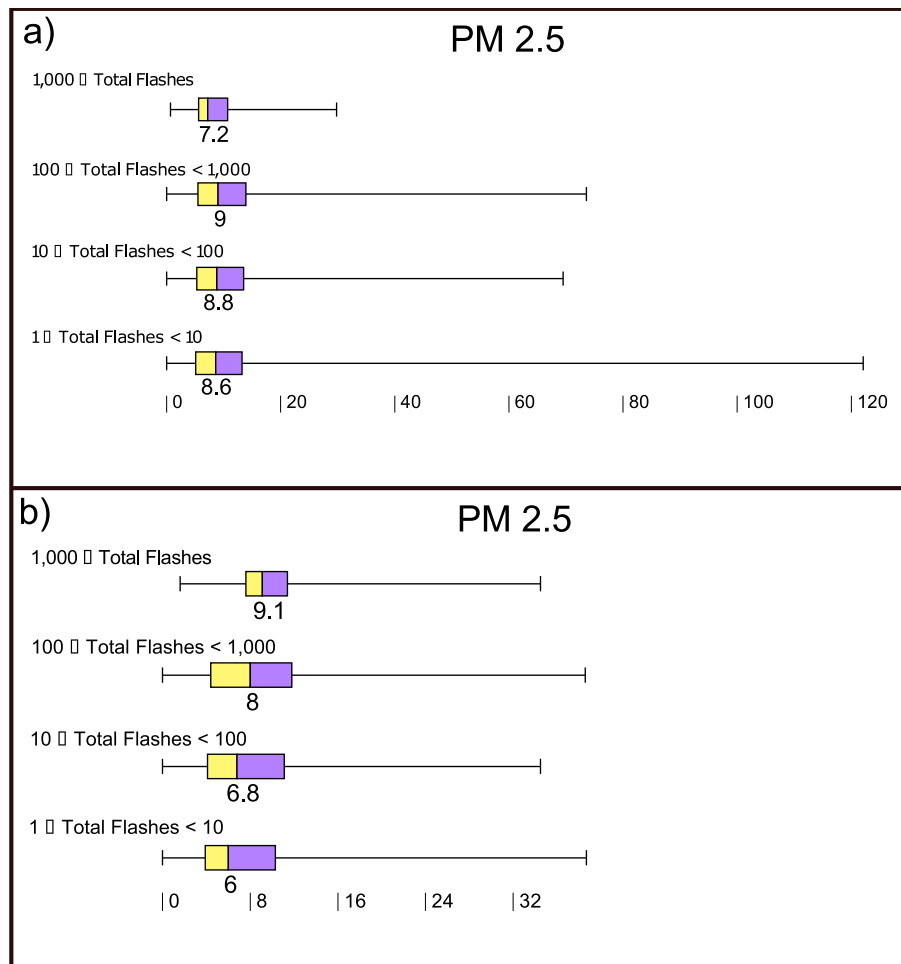 a)
PM 2.5
1,000 ▯ Total Flashes
7.2
100 ▯ Total Flashes < 1,000
9
10 ▯ Total Flashes < 100
8.8
1 ▯ Total Flashes < 10
8.6
|0 |20 |40 |60 |80 |100 |120
b)
PM 2.5
1,000 ▯ Total Flashes
9.1
100 ▯ Total Flashes < 1,000
8
10 ▯ Total Flashes < 100
6.8
1 ▯ Total Flashes < 10
6
|0 |8 |16 |24 |32